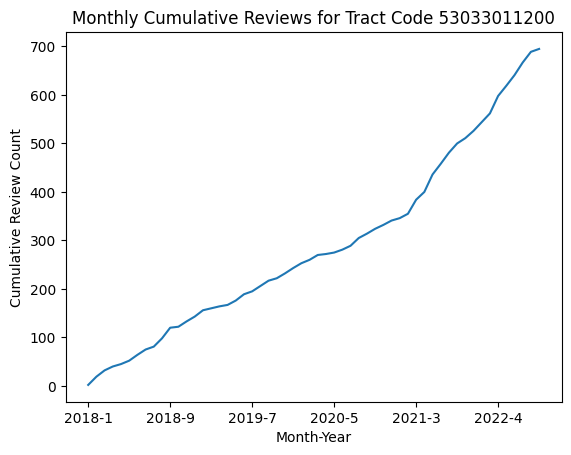 Monthly Cumulative Reviews for Tract Code 53033011200
700
600
500
400
300
200
100
0
Cumulative Review Count
2018-1 2018-9 2019-7 2020-5 2021-3 2022-4
Month-Year